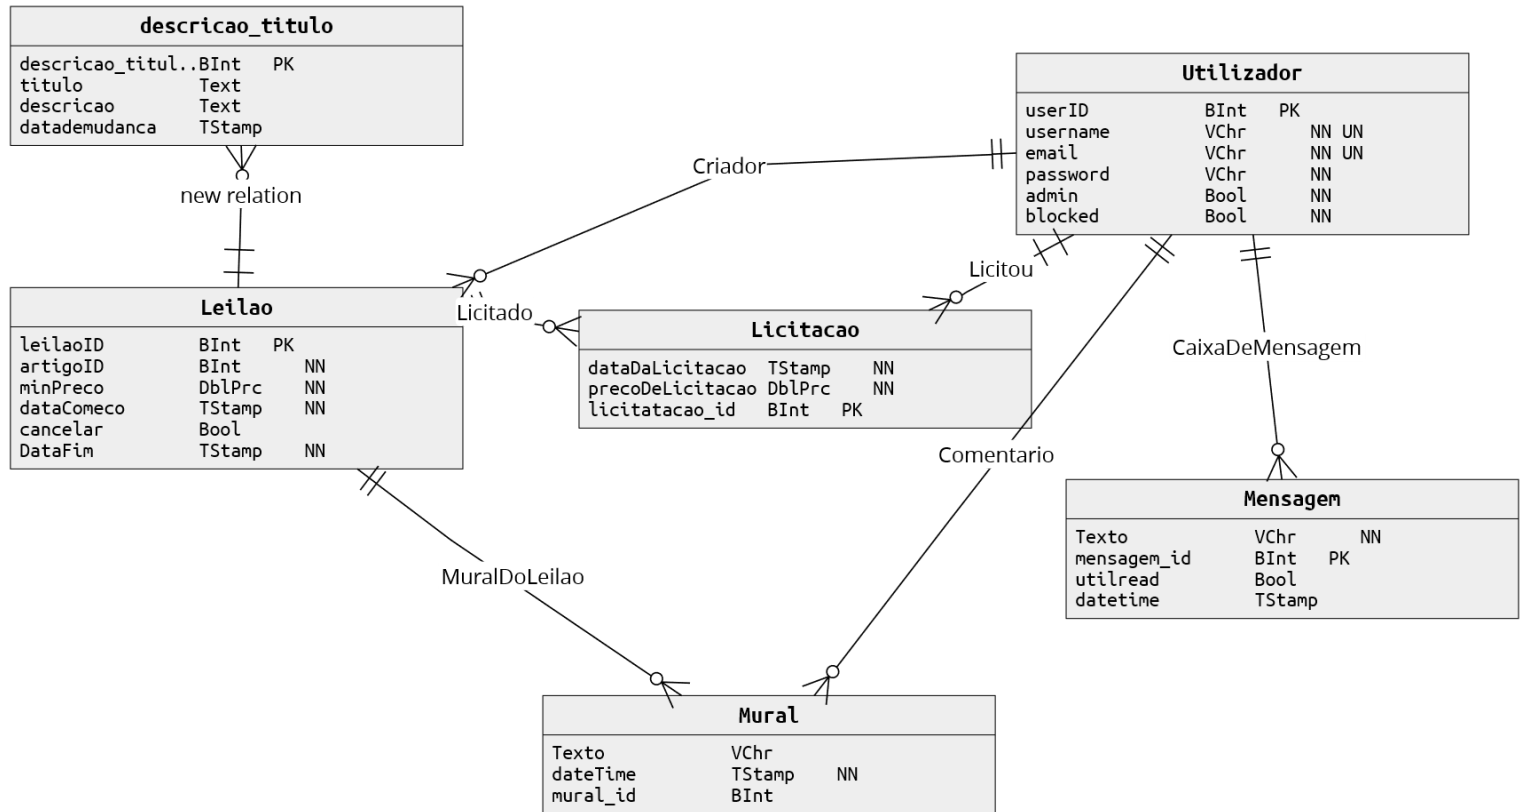 descricao_titulo
descricao_titul..BInt PK
titulo Text
descricao Text
datademudanca TStamp
new relation
Utilizador
userID BInt PK
username VChr NN UN
email VChr NN UN
password VChr NN
admin Bool NN
blocked Bool NN
Criador
Licitou
Licitado
Leilao
leilaoID BInt PK
artigoID BInt NN
minPreco DblPrc NN
dataComeco TStamp NN
cancelar Bool
DataFim TStamp NN
Licitacao
dataDaLicitacao TStamp NN
precoDeLicitacao DblPrc NN
licitatacao_id BInt PK
CaixaDeMensagem
Comentario
Mensagem
Texto VChr NN
mensagem_id BInt PK
utilread Bool
datetime TStamp
MuralDoLeilao
Mural
Texto VChr
dateTime TStamp NN
mural_id BInt